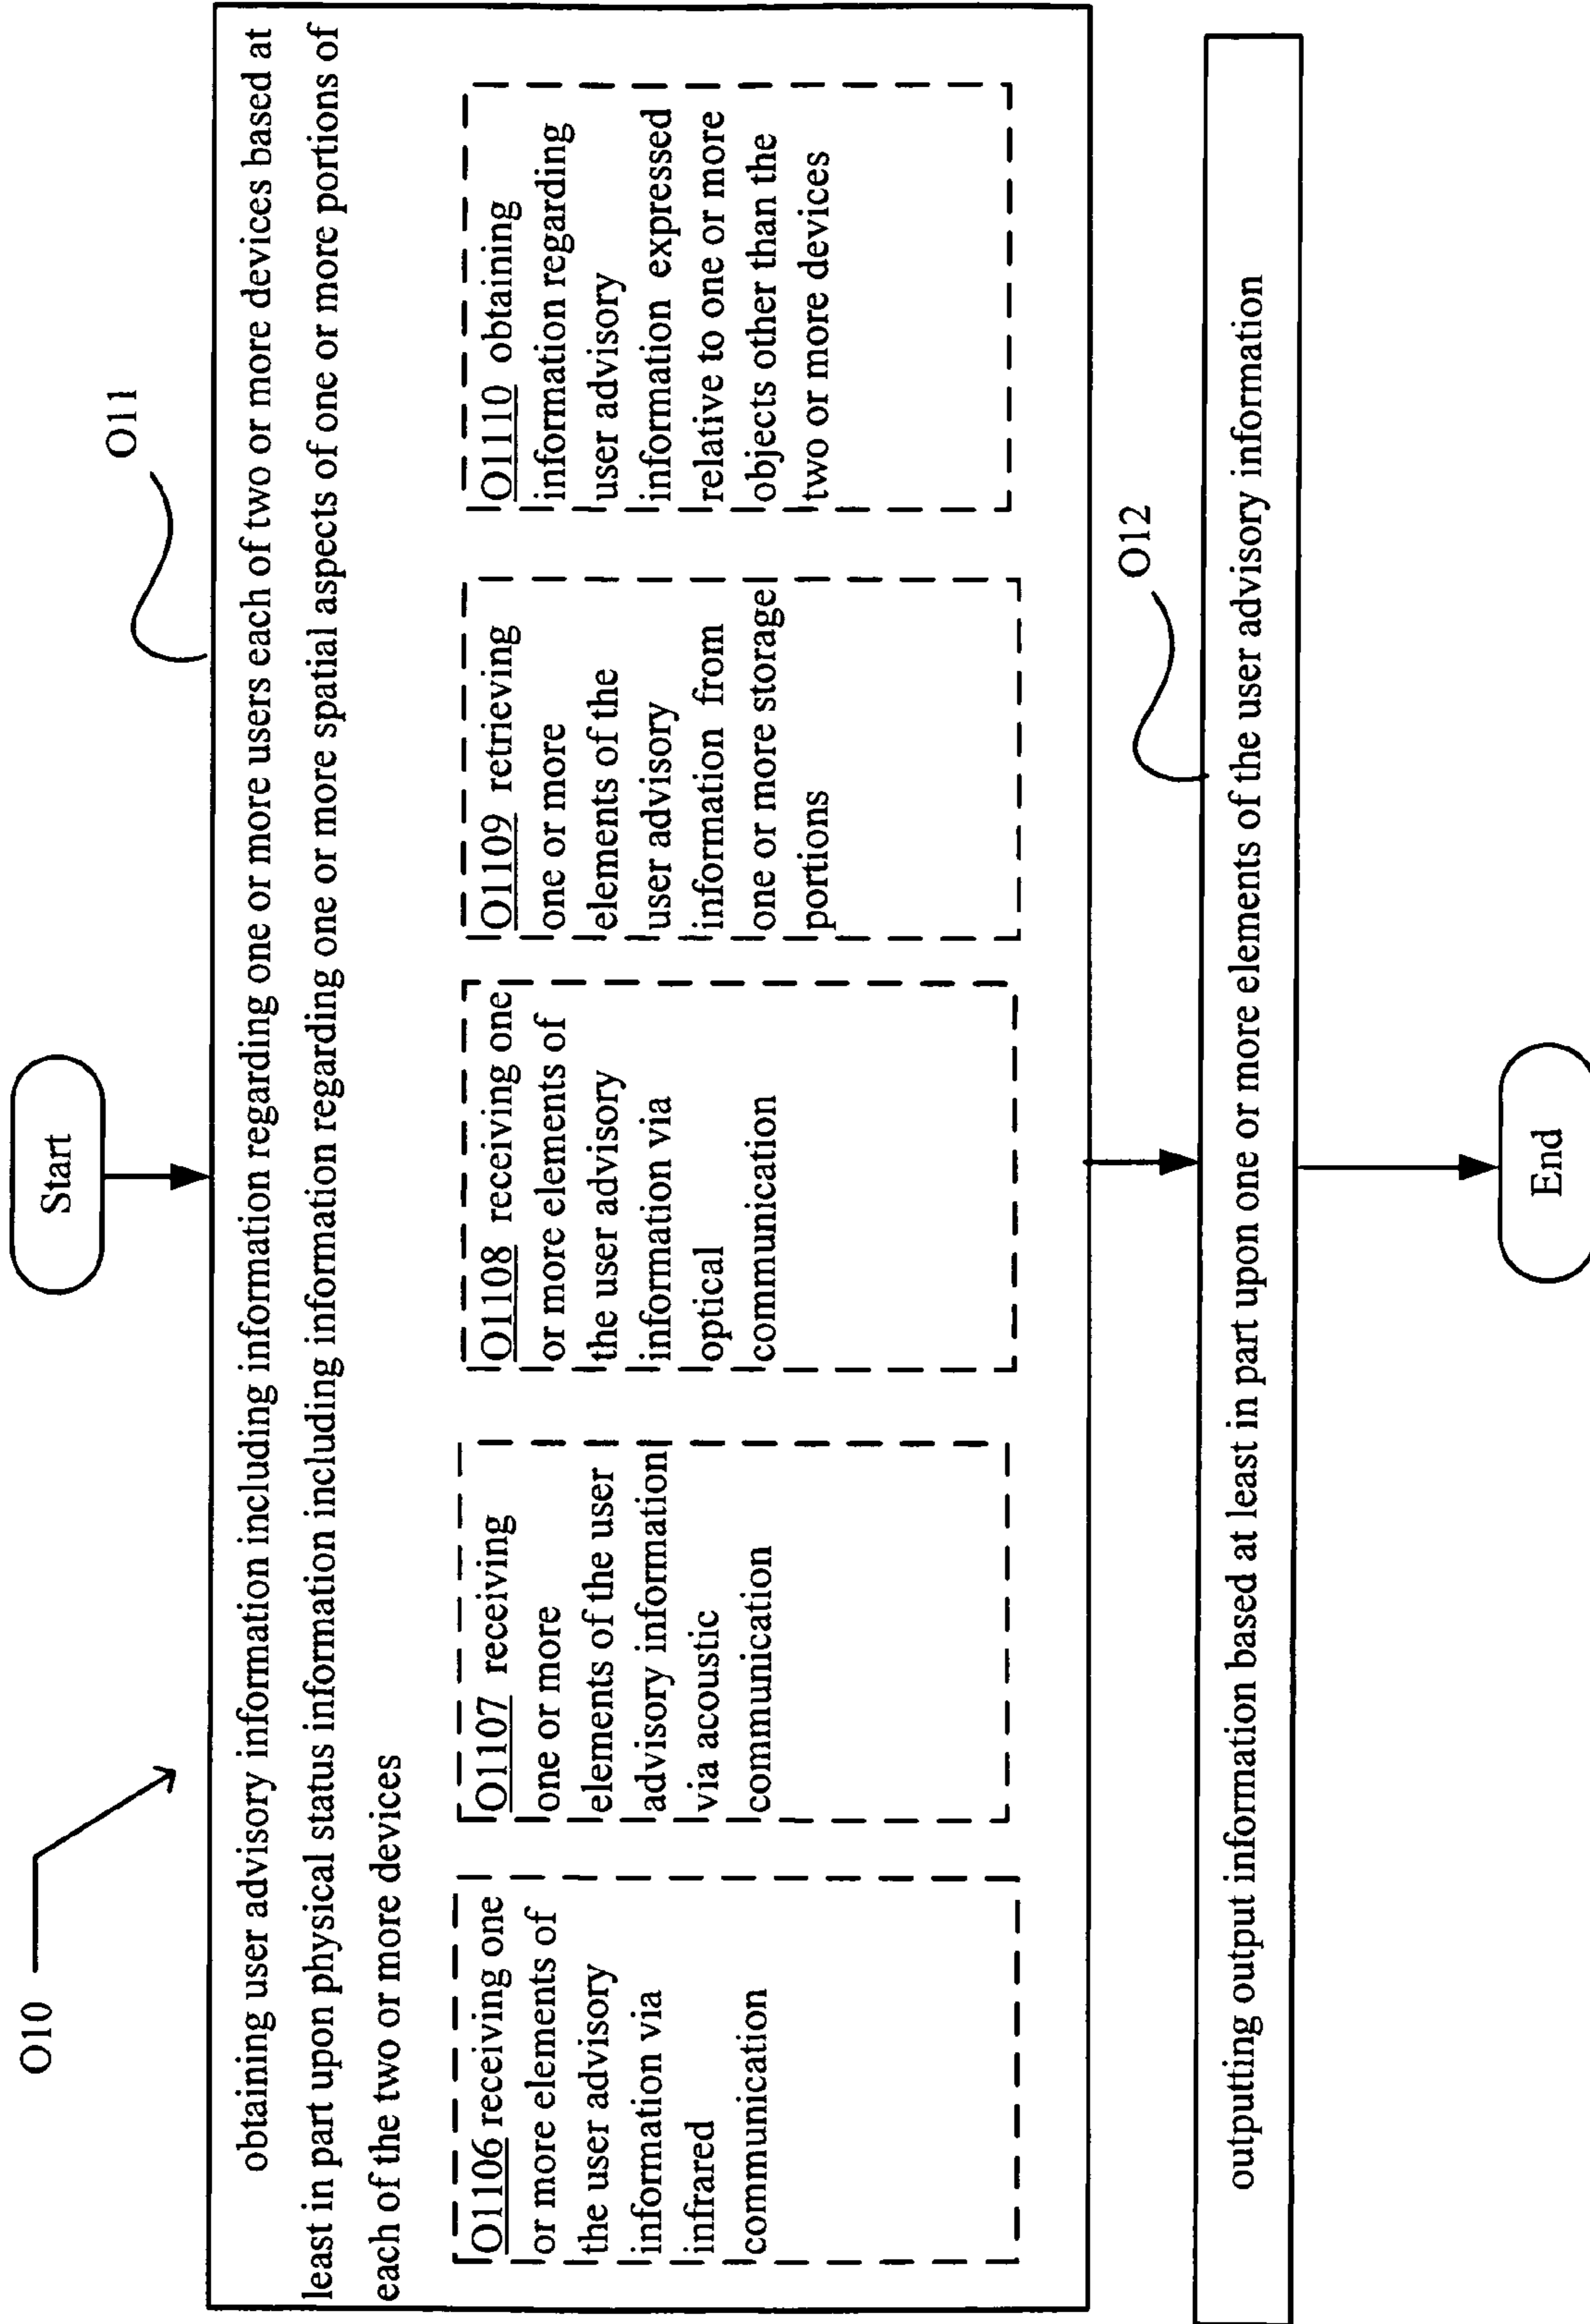 O10
Start
O11
obtaining user advisory information including information regarding one or more users each of two or more devices based at
least in part upon physical status information including information regarding one or more spatial aspects of one or more portions of
each of the two or more devices
O1106 receiving one
or more elements of
the user advisory
information via
infrared
communication
O1107 receiving
one or more
elements of the user
advisory information
via acoustic
communication
O1108 receiving one
or more elements of
the user advisory
information via
optical
communication
O1109 retrieving
one or more
elements of the
user advisory
information from
one or more storage
portions
O1110 obtaining
information regarding
user advisory
information expressed
relative to one or more
objects other than the
two or more devices
O12
outputting output information based at least in part upon one or more elements of the user advisory information
End